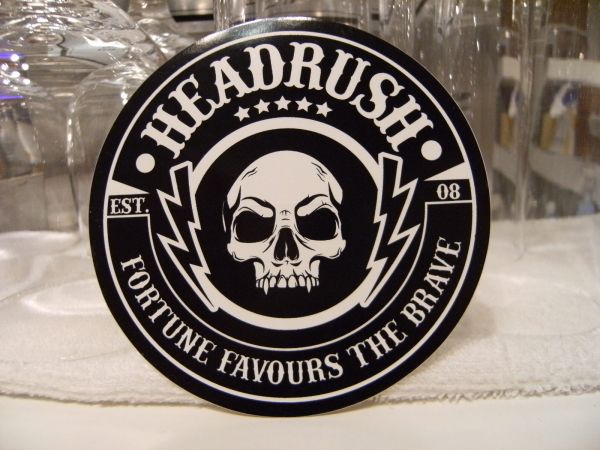 HEADRUSH
EST. 08
FORTUNE FAVOURS THE BRAVE